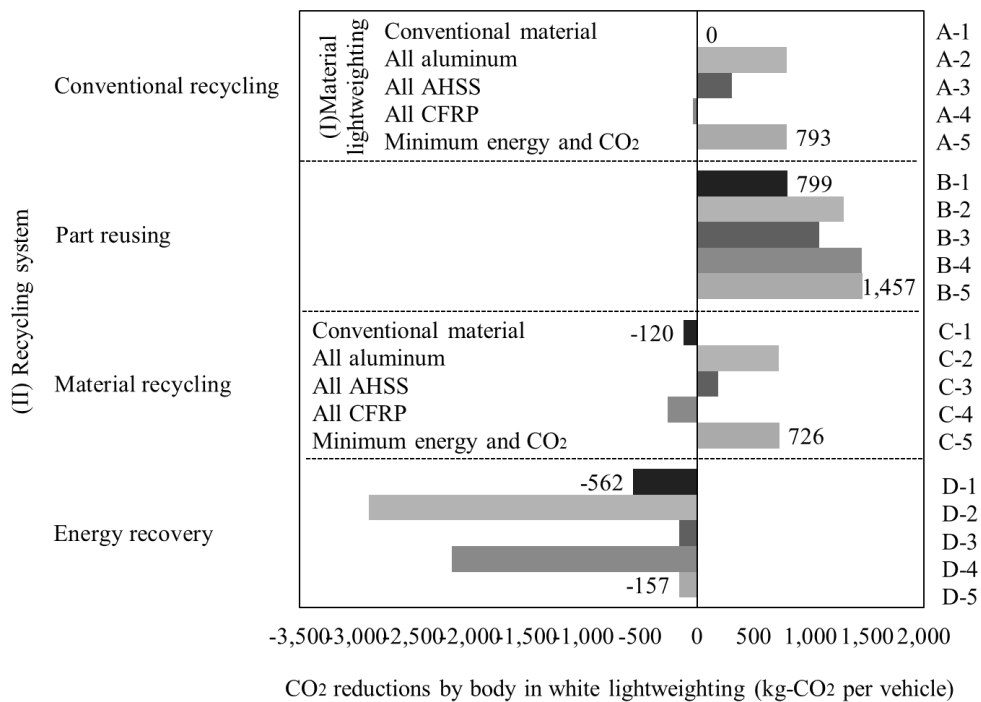 (II) Recycling system
Conventional recycling
(I)Material
lightweighting
Conventional material
All aluminum
All AHSS
All CFRP
Minimum energy and CO2
0
793
A-1
A-2
A-3
A-4
A-5
Part reusing
799
1,457
B-1
B-2
B-3
B-4
B-5
Material recycling
Conventional material
All aluminum
All AHSS
All CFRP
Minimum energy and CO2
-120
726
C-1
C-2
C-3
C-4
C-5
Energy recovery
-562
-157
D-1
D-2
D-3
D-4
D-5
-3,500 -3,000 -2,500 -2,000 -1,500 -1,000 -500 0 500 1,000 1,500 2,000
CO2 reductions by body in white lightweighting (kg-CO2 per vehicle)